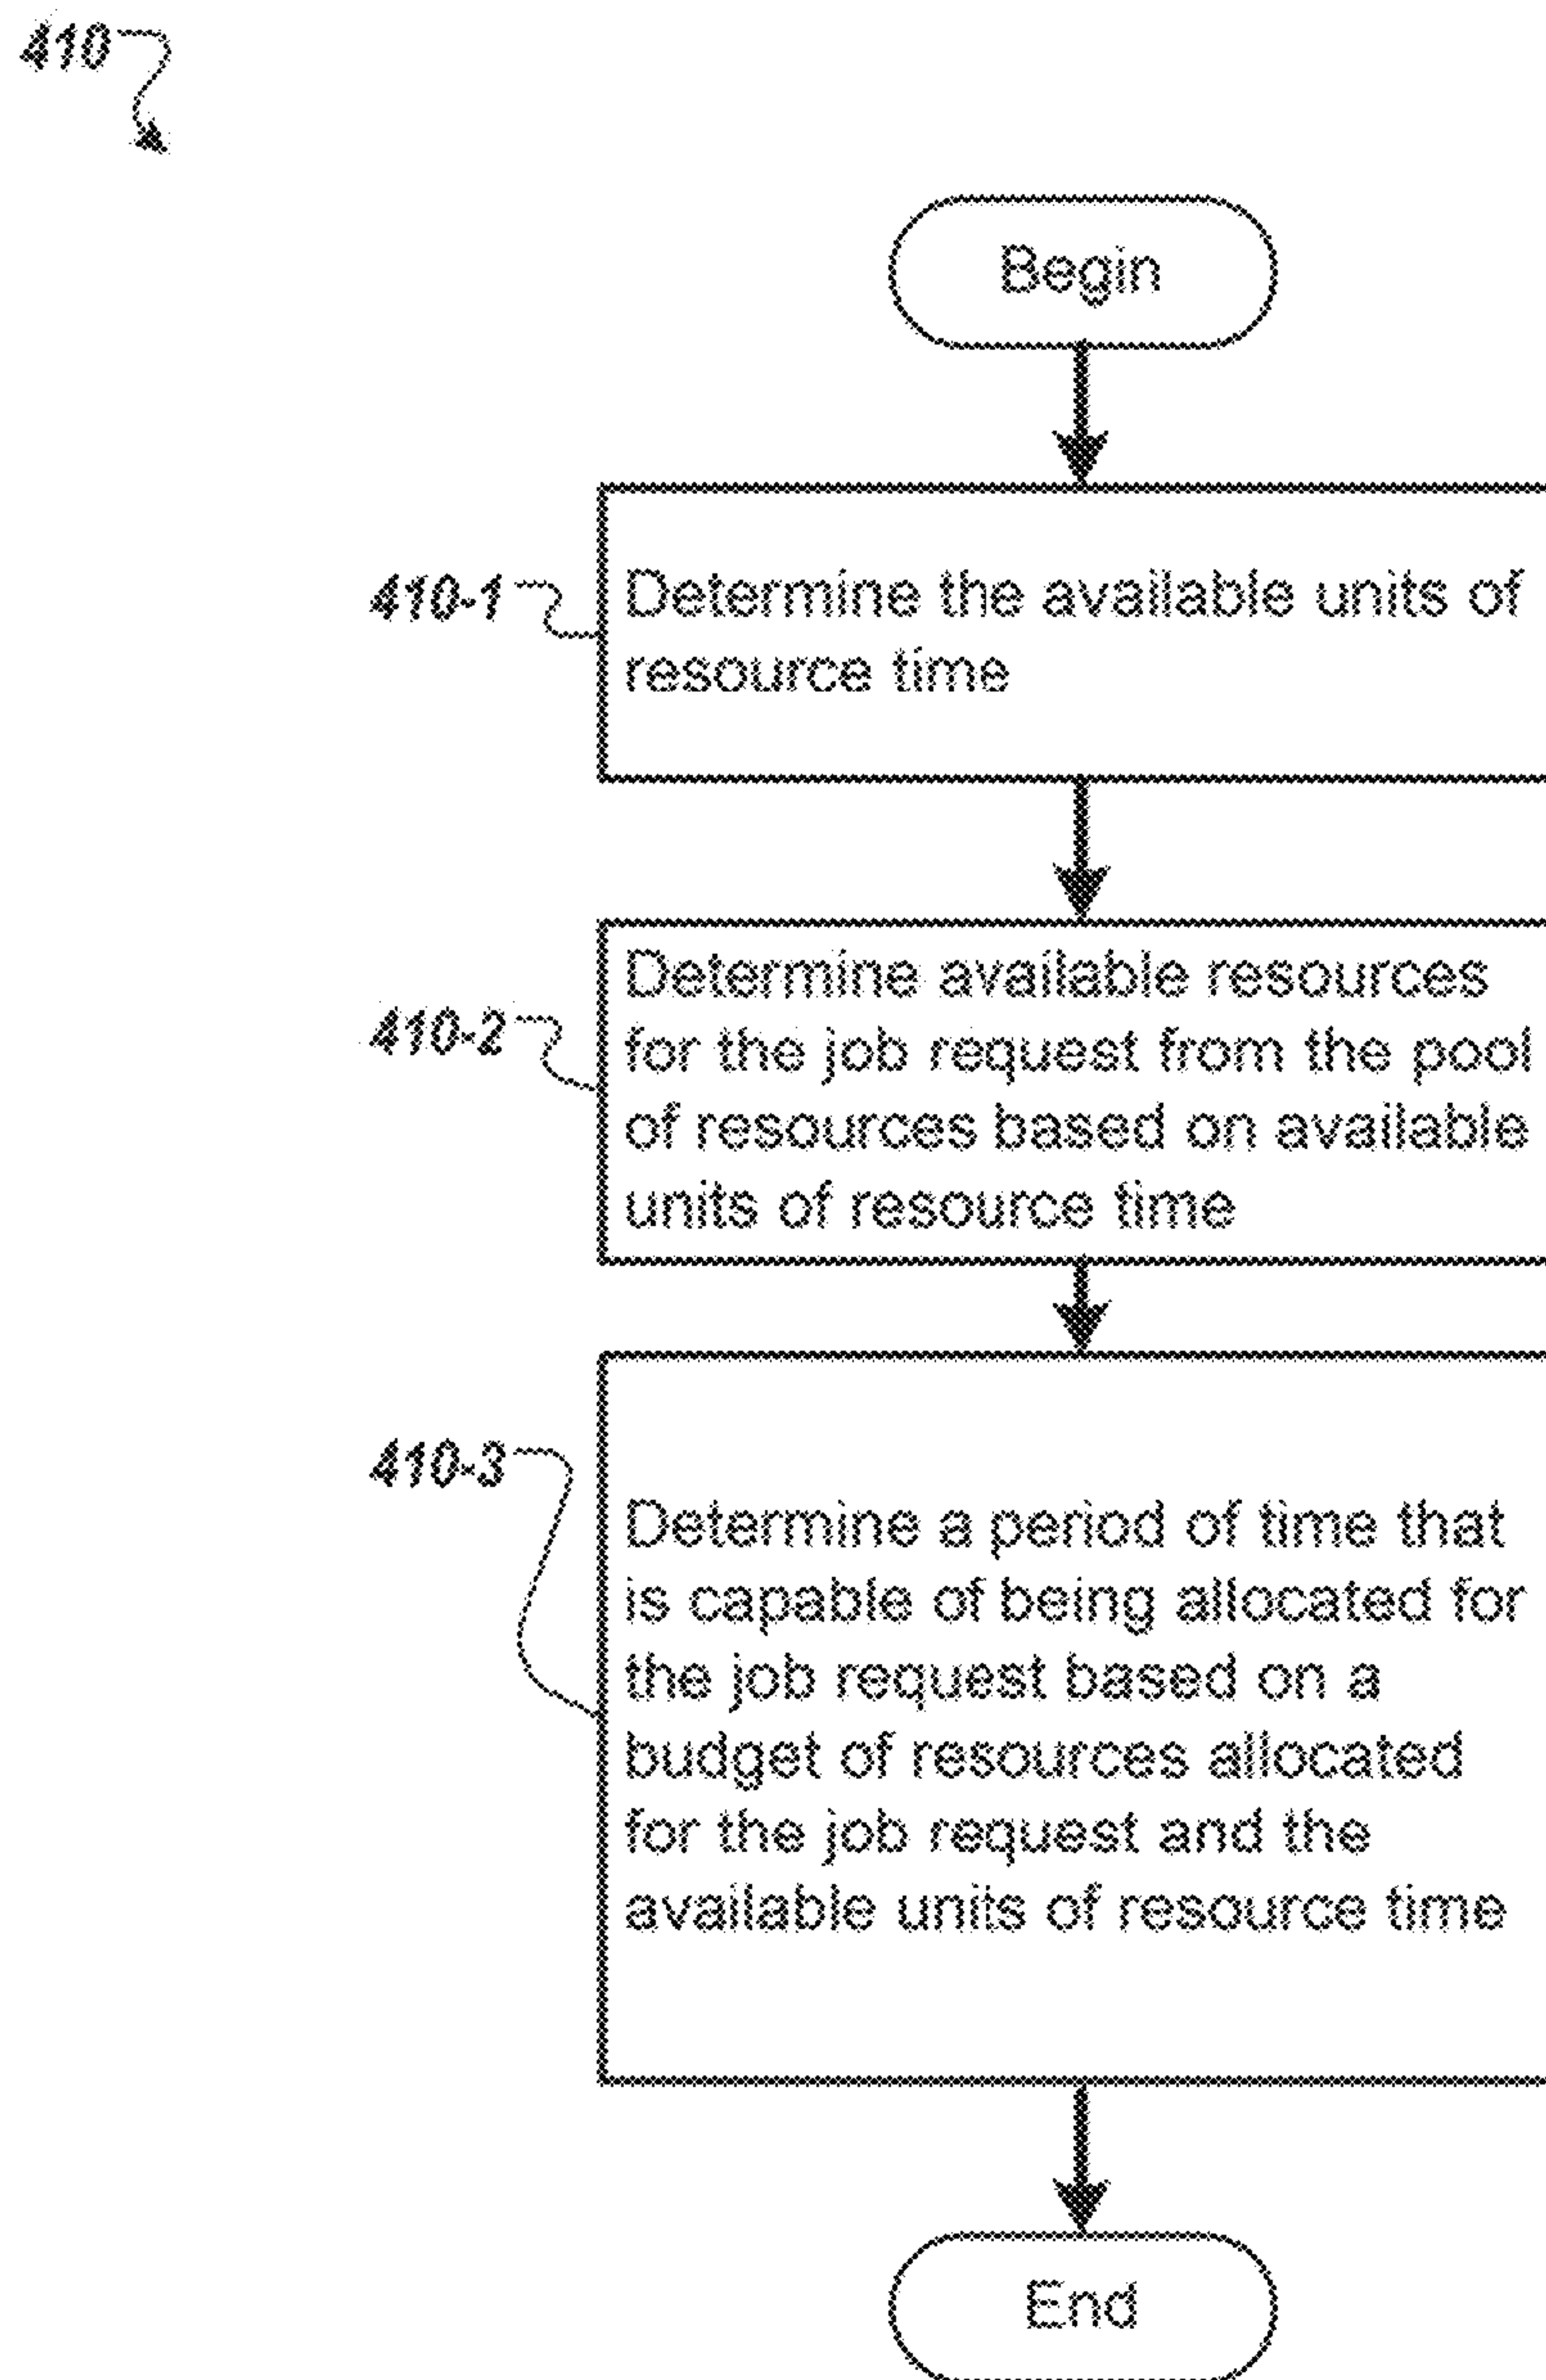 410
Begin
410-1
Determine the available units of
resource time
410-2
Determine available resources
for the job request from the pool
of resources based on available
units of resource time
410-3
Determine a period of time that
is capable of being allocated for
the job request based on a
budget of resources allocated
for the job request and the
available units of resource time
End